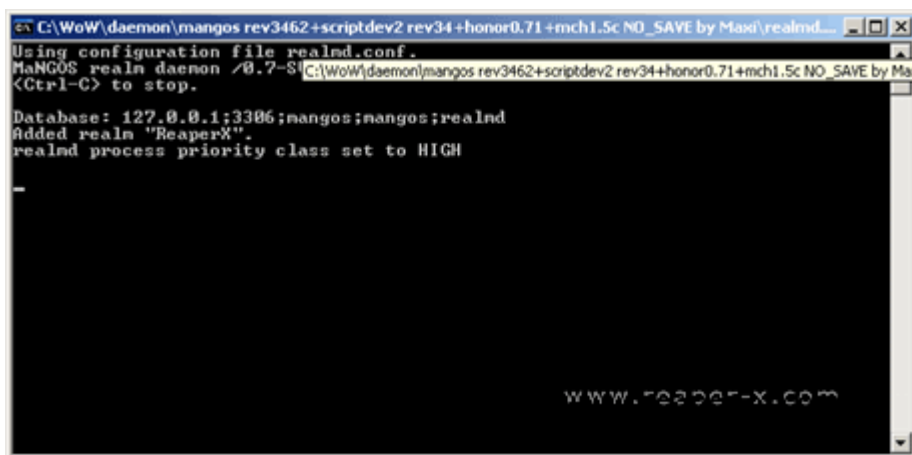 C:\WoW\daemon\mangos rev3462+scriptdev2 rev34+honor0.71+mch1.5c NO_SAVE by Maxi\realmd....
Using configuration file realmd.conf.
MaNGOS realm daemon /0.7-S
C:\WoW\daemon\mangos rev3462+scriptdev2 rev34+honor0.71+mch1.5c NO_SAVE by Ma
<Ctrl-C> to stop.
Database: 127.0.0.1;3306;mangos;mangos;realmd
Added realm "ReaperX".
realmd process priority class set to HIGH
www.reaper-x.com